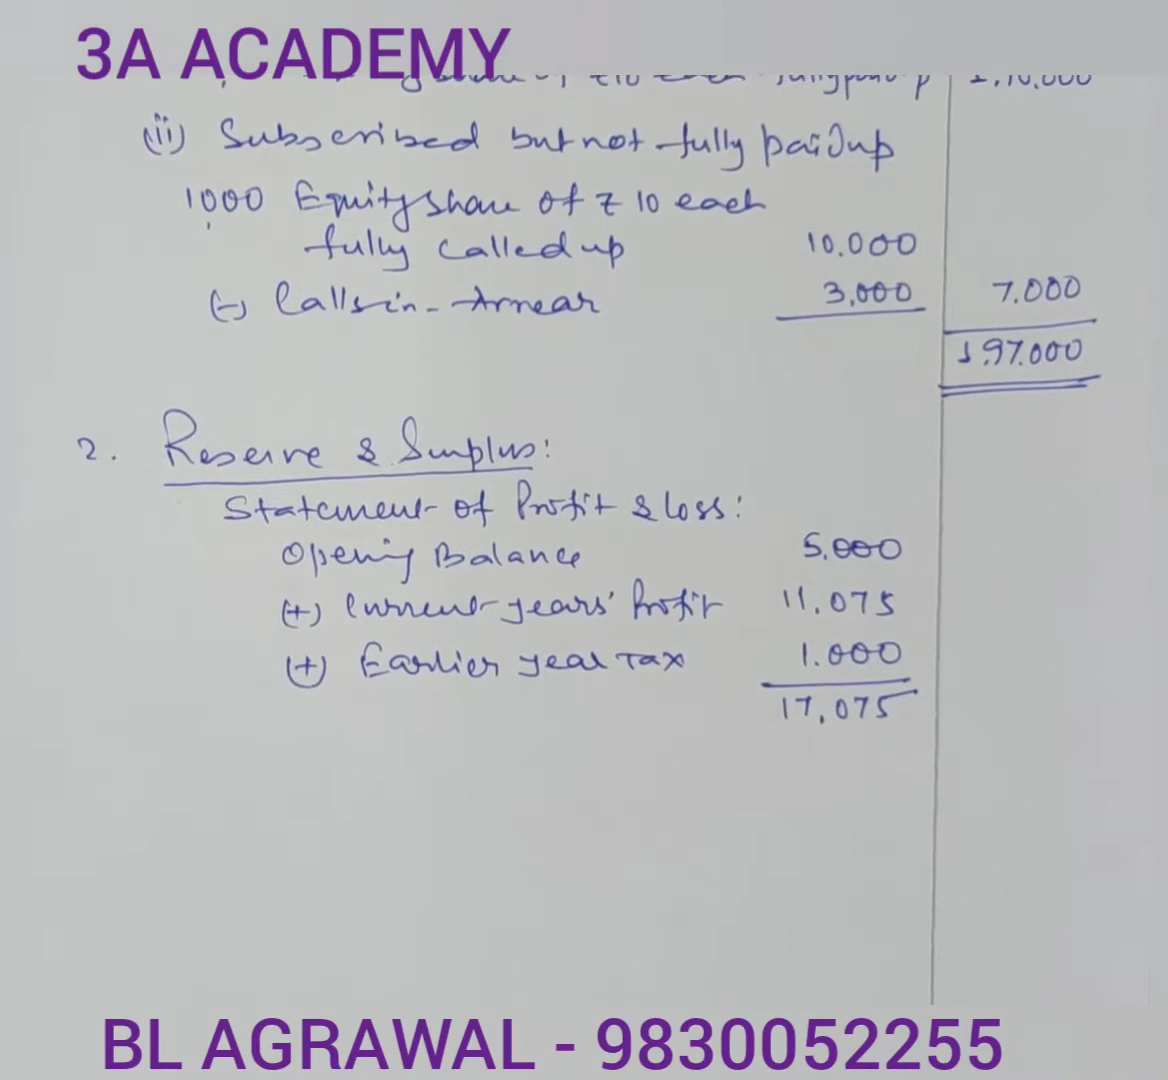 3A ACADEMY
(ii) Subscribed but not fully paidup
1000 Equity share of ₹ 10 each
fully called up 10.000
(-) Calls in - Arrear 3,000 7.000
197.000
2. Reserve & Surplus:
Statement of Profit & loss:
Opening Balance 5.000
(+) Current years' Profit 11.075
(+) Earlier year Tax 1.000
17,075
BL AGRAWAL - 9830052255